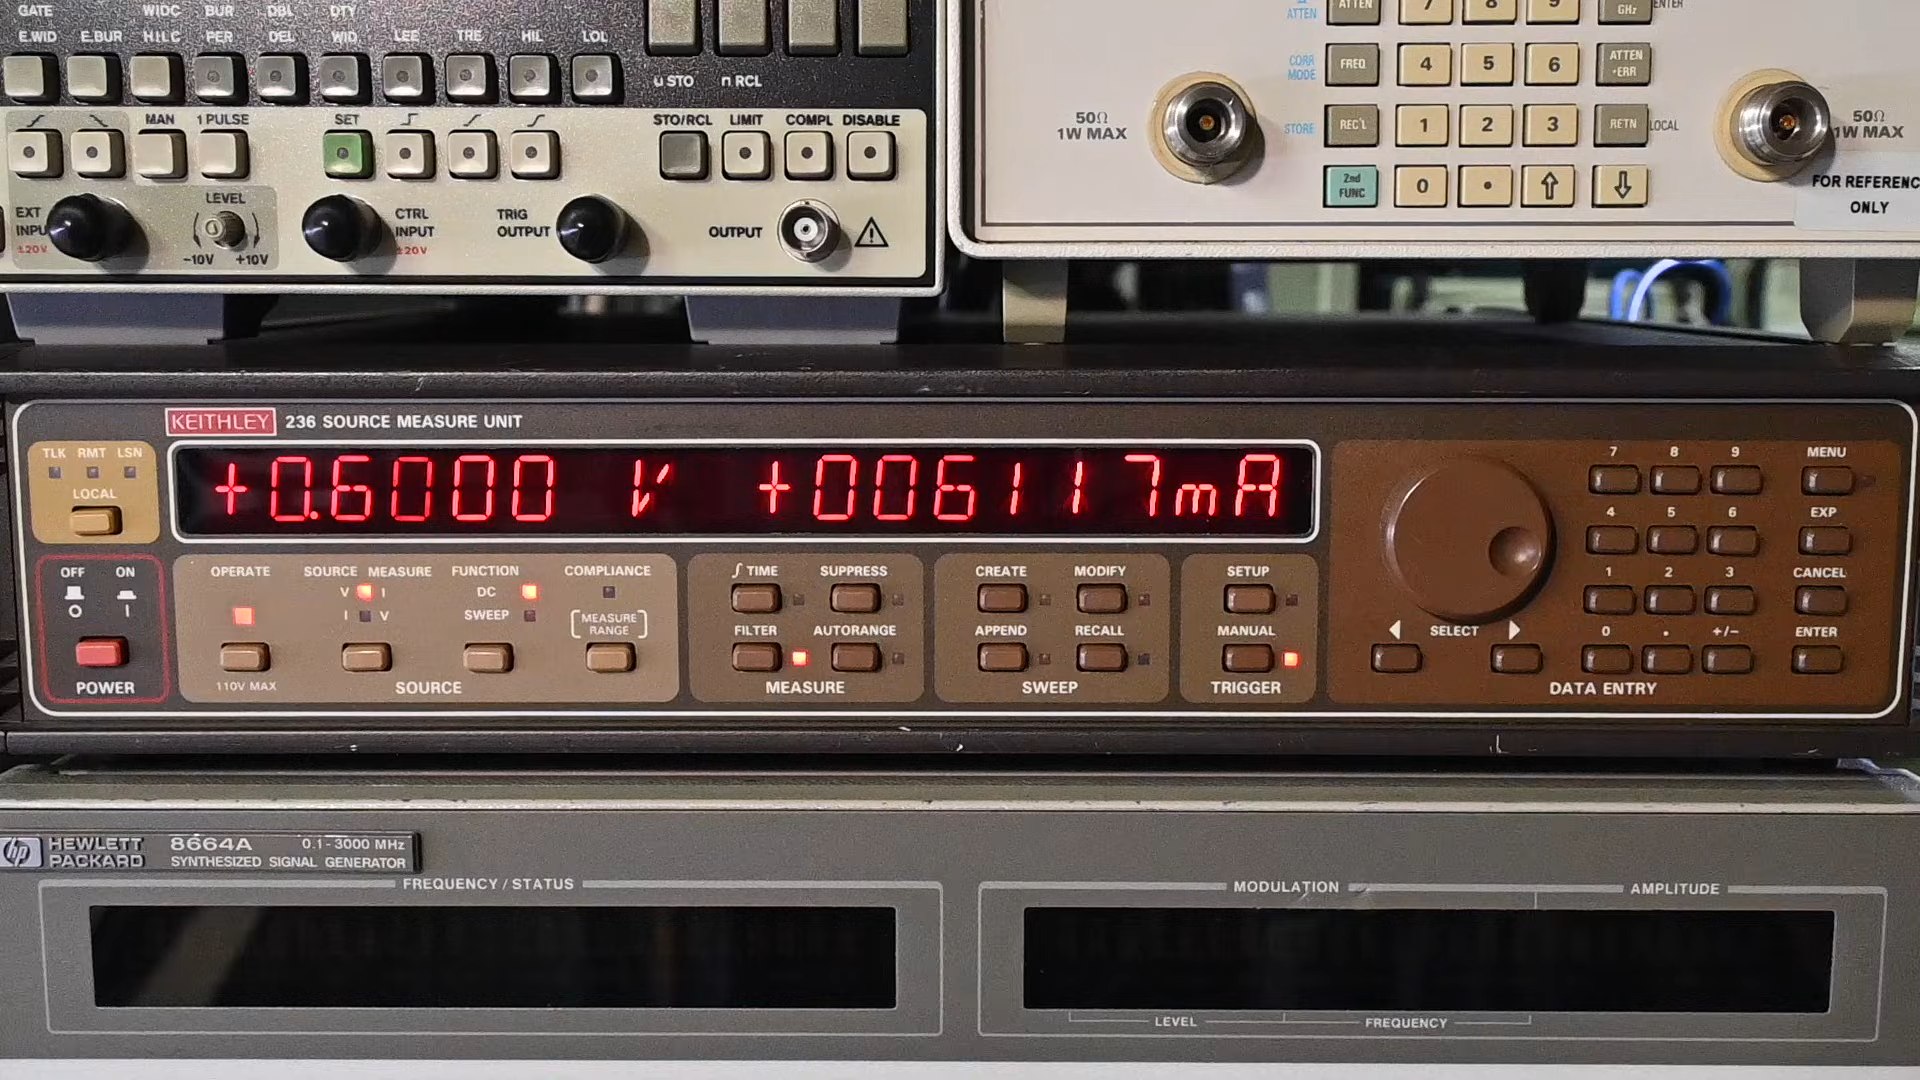 GATE WIDC BUR DBL DTY
E.WID E.BUR HILC PER DEL WID LEE TRE HIL LOL
u STO n RCL
MAN 1 PULSE SET STO/RCL LIMIT COMPL DISABLE
LEVEL
EXT
INPU
±20V
-10V +10V
CTRL
INPUT
±20V
TRIG
OUTPUT
OUTPUT
ATTEN
ATTEN
7 8 9
GHz
ENTER
CORR
MODE
FREQ
4 5 6
ATTEN
+ERR
STORE
REC'L
1 2 3
RETN
LOCAL
2nd
FUNC
0 •
50Ω
1W MAX
50Ω
1W MAX
FOR REFERENC
ONLY
KEITHLEY 236 SOURCE MEASURE UNIT
TLK RMT LSN
LOCAL
+0.6000 V +006117mA
OFF ON
O I
POWER
OPERATE
110V MAX
SOURCE MEASURE
V I
I V
FUNCTION
DC
SWEEP
COMPLIANCE
MEASURE
RANGE
SOURCE
∫ TIME SUPPRESS
FILTER AUTORANGE
MEASURE
CREATE MODIFY
APPEND RECALL
SWEEP
SETUP
MANUAL
TRIGGER
SELECT
7 8 9 MENU
4 5 6 EXP
1 2 3 CANCEL
0 . +/− ENTER
DATA ENTRY
hp HEWLETT
PACKARD
8664A 0.1-3000 MHz
SYNTHESIZED SIGNAL GENERATOR
FREQUENCY / STATUS
MODULATION AMPLITUDE
LEVEL FREQUENCY